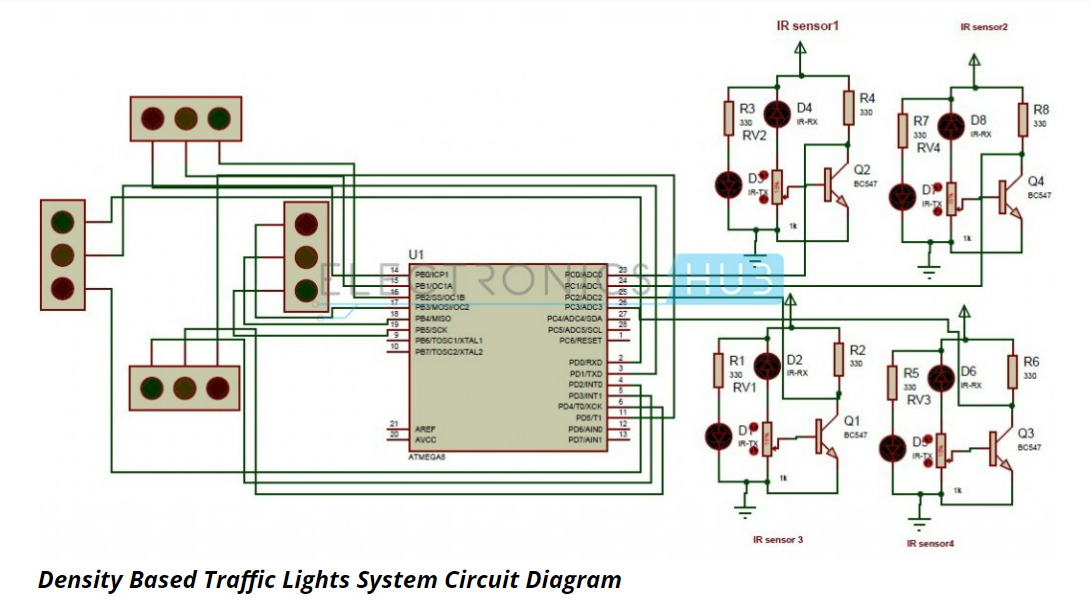 IR sensor1
IR sensor2
R3
330
RV2
D4
IR-RX
R4
330
D3
IR-TX
Q2
BC547
1k
R7
330
RV4
D8
IR-RX
R8
330
D7
IR-TX
Q4
BC547
1k
U1
14 PB0/ICP1
15 PB1/OC1A
16 PB2/SS/OC1B
17 PB3/MOSI/OC2
18 PB4/MISO
19 PB5/SCK
9 PB6/TOSC1/XTAL1
10 PB7/TOSC2/XTAL2
21 AREF
20 AVCC
PC0/ADC0 23
PC1/ADC1 24
PC2/ADC2 25
PC3/ADC3 26
PC4/ADC4/SDA 27
PC5/ADC5/SCL 28
PC6/RESET 1
PD0/RXD 2
PD1/TXD 3
PD2/INT0 4
PD3/INT1 5
PD4/T0/XCK 6
PD5/T1 11
PD6/AIN0 12
PD7/AIN1 13
ATMEGA8
ELECTRONICS HUB
R1
330
RV1
D2
IR-RX
R2
330
D1
IR-TX
Q1
BC547
1k
R5
330
RV3
D6
IR-RX
R6
330
D5
IR-TX
Q3
BC547
1k
IR sensor 3
IR sensor4
Density Based Traffic Lights System Circuit Diagram